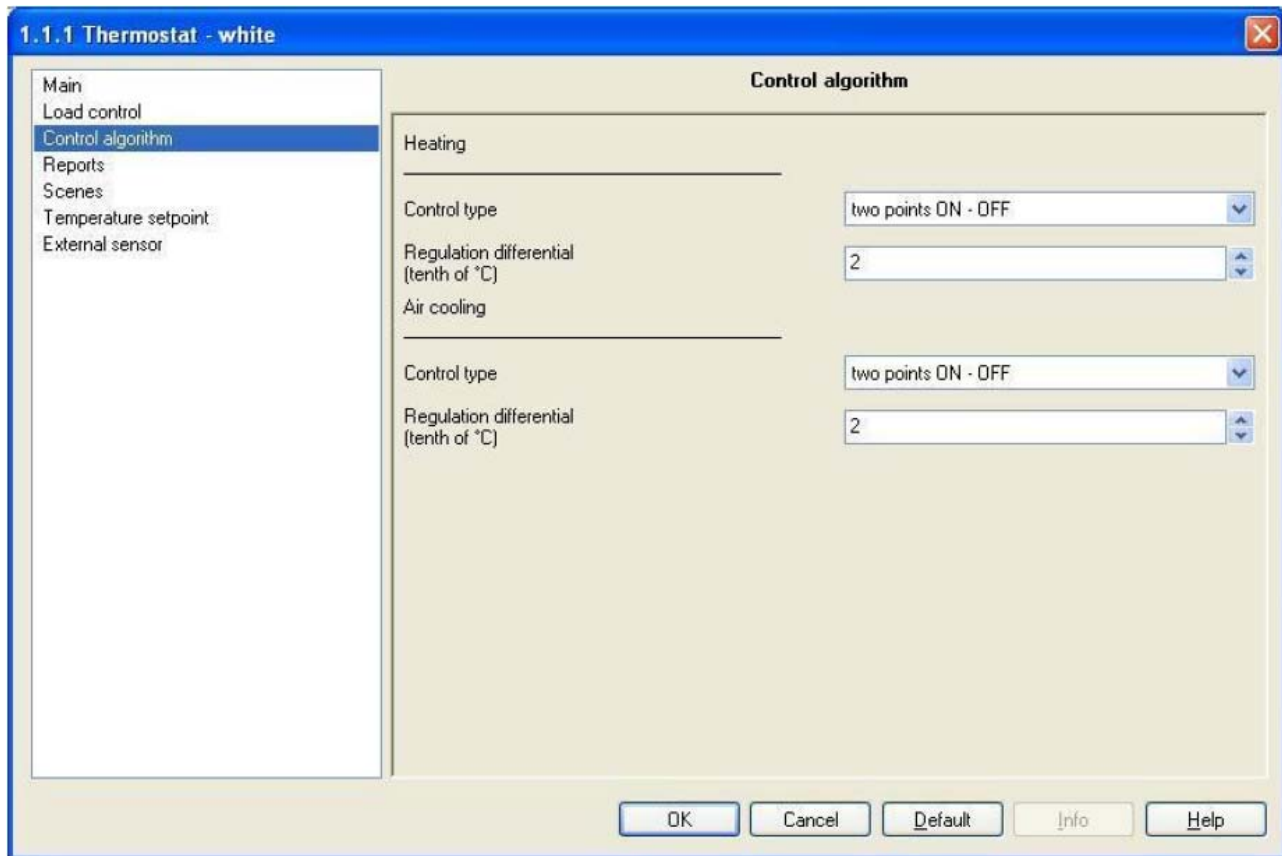 1.1.1 Thermostat - white
Main
Load control
Control algorithm
Reports
Scenes
Temperature setpoint
External sensor
Control algorithm
Heating
Control type
two points ON - OFF
Regulation differential
(tenth of °C)
2
Air cooling
Control type
two points ON - OFF
Regulation differential
(tenth of °C)
2
OK
Cancel
Default
Info
Help